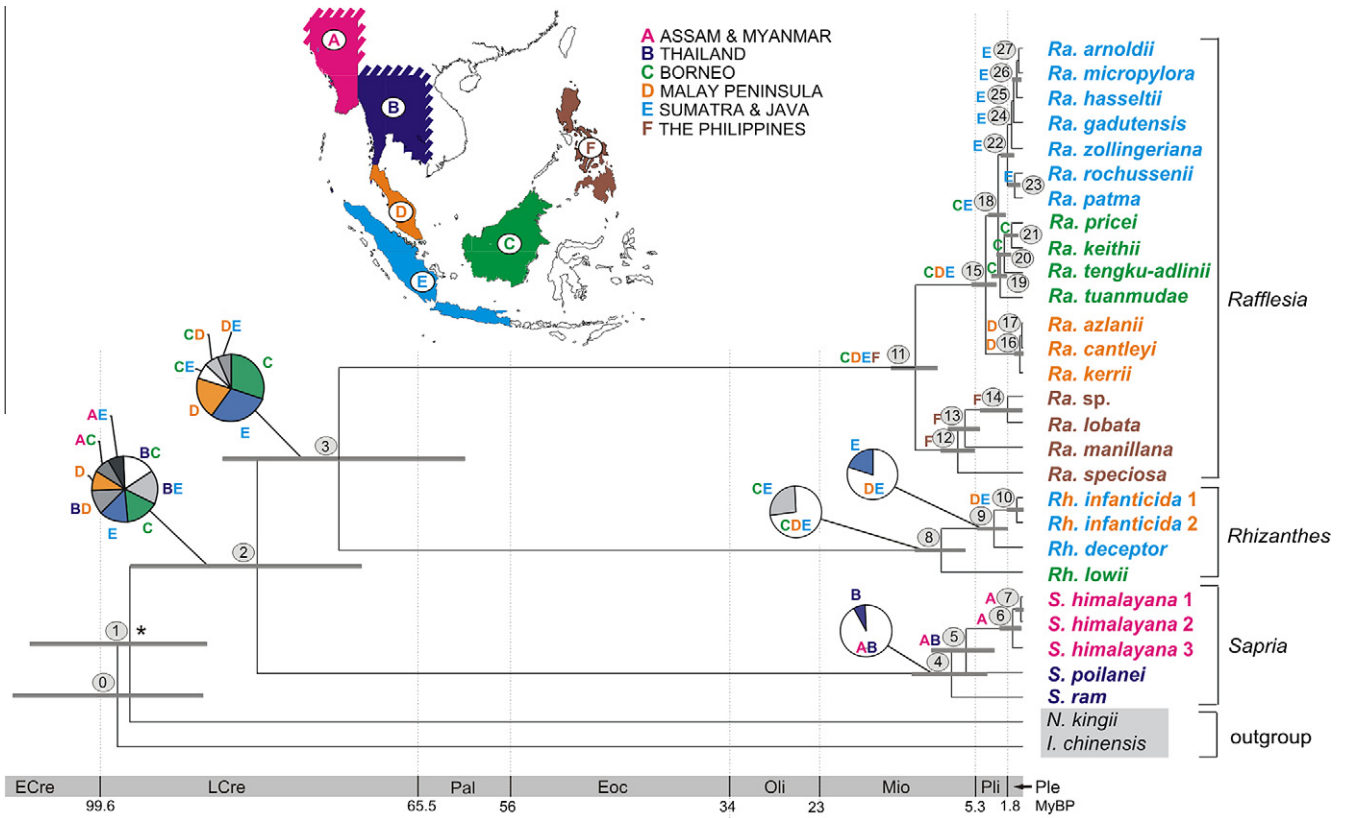 A ASSAM & MYANMAR
B THAILAND
C BORNEO
D MALAY PENINSULA
E SUMATRA & JAVA
F THE PHILIPPINES
A
B
C
D
E
F
E 27 Ra. arnoldii
E 26 Ra. micropylora
E 25 Ra. hasseltii
E 24 Ra. gadutensis
E 22 Ra. zollingeriana
E 23 Ra. rochussenii
Ra. patma
CE 18
C 21 Ra. pricei
C 20 Ra. keithii
C 19 Ra. tengku-adlinii
Ra. tuanmudae
CDE 15
D 17 Ra. azlanii
D 16 Ra. cantleyi
Ra. kerrii
CDEF 11
F 14 Ra. sp.
F 13 Ra. lobata
F 12 Ra. manillana
Ra. speciosa
Rafflesia
CE
CD
DE
C
D
E
3
AE
AC
D
BD
E
C
BE
BC
2
E
DE
CE
CDE
DE 10 Rh. infanticida 1
9 Rh. infanticida 2
8 Rh. deceptor
Rh. lowii
Rhizanthes
B
AB
A 7 S. himalayana 1
A 6 S. himalayana 2
AB 5 S. himalayana 3
4 S. poilanei
S. ram
Sapria
1 *
0
N. kingii
I. chinensis
outgroup
ECre LCre Pal Eoc Oli Mio Pli Ple
99.6 65.5 56 34 23 5.3 1.8 MyBP